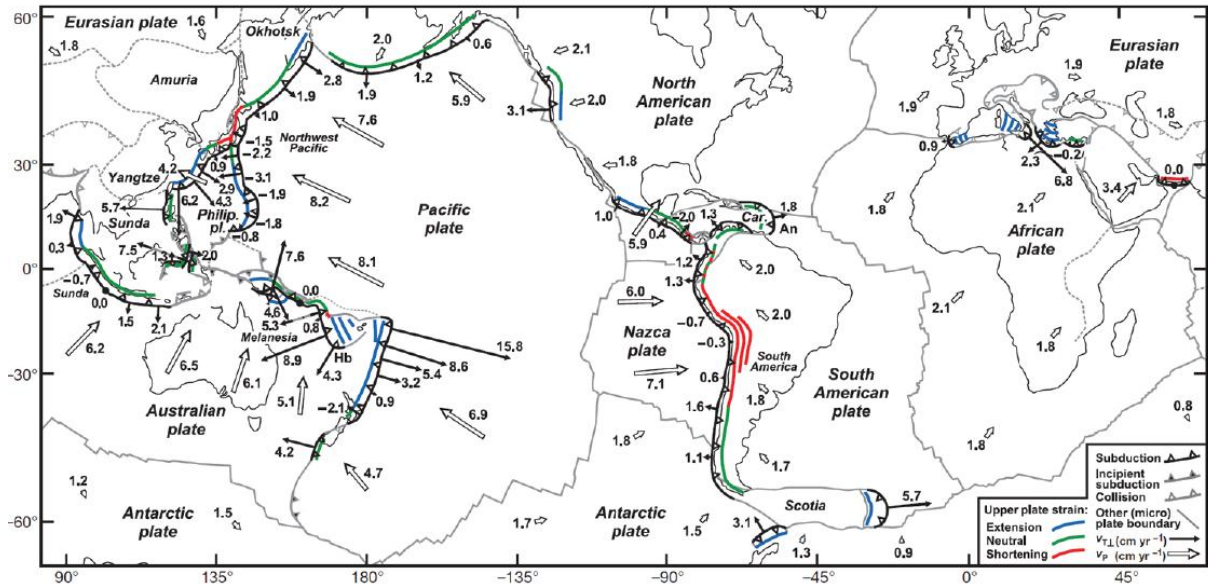 Eurasian plate
1.6
1.8
Okhotsk
Amuria
2.0
0.6
2.8
1.9
1.2
1.9
5.9
2.1
North
American
plate
2.0
3.1
Eurasian
plate
1.9
1.9
1.8
1.0
−1.5
−2.2
Northwest
Pacific
7.6
4.2
0.9
−3.1
2.9
4.3
−1.9
6.2
Yangtze
5.7
Sunda
Philip.
pl.
−1.8
−0.8
8.2
Pacific
plate
1.8
1.0
0.4
−2.0
1.3
Car.
1.8
An
5.9
0.9
2.3
−0.2
6.8
0.0
3.4
1.8
2.1
1.8
African
plate
1.9
0.3
−0.7
Sunda
0.0
1.5
2.1
7.5
1.3
2.0
7.6
0.0
8.1
4.6
5.3
0.8
Melanesia
8.9
Hb
4.3
15.8
8.6
5.4
3.2
0.9
−2.1
6.2
6.5
6.1
5.1
Australian
plate
4.2
4.7
6.9
1.2
1.3
2.0
6.0
Nazca
plate
7.1
−0.7
−0.3
0.6
1.6
1.1
2.0
South
America
1.8
1.7
South
American
plate
2.1
1.8
1.8
0.8
1.2
Antarctic
plate
1.5
1.7
1.8
Antarctic
plate
1.5
3.1
Scotia
5.7
1.3
0.9
Subduction
Incipient
subduction
Collision
Other (micro)
plate boundary
Upper plate strain:
Extension
Neutral
Shortening
vT⊥ (cm yr −1)
vP (cm yr −1)
60°
30°
0°
−30°
−60°
90°
135°
180°
−135°
−90°
−45°
0°
45°